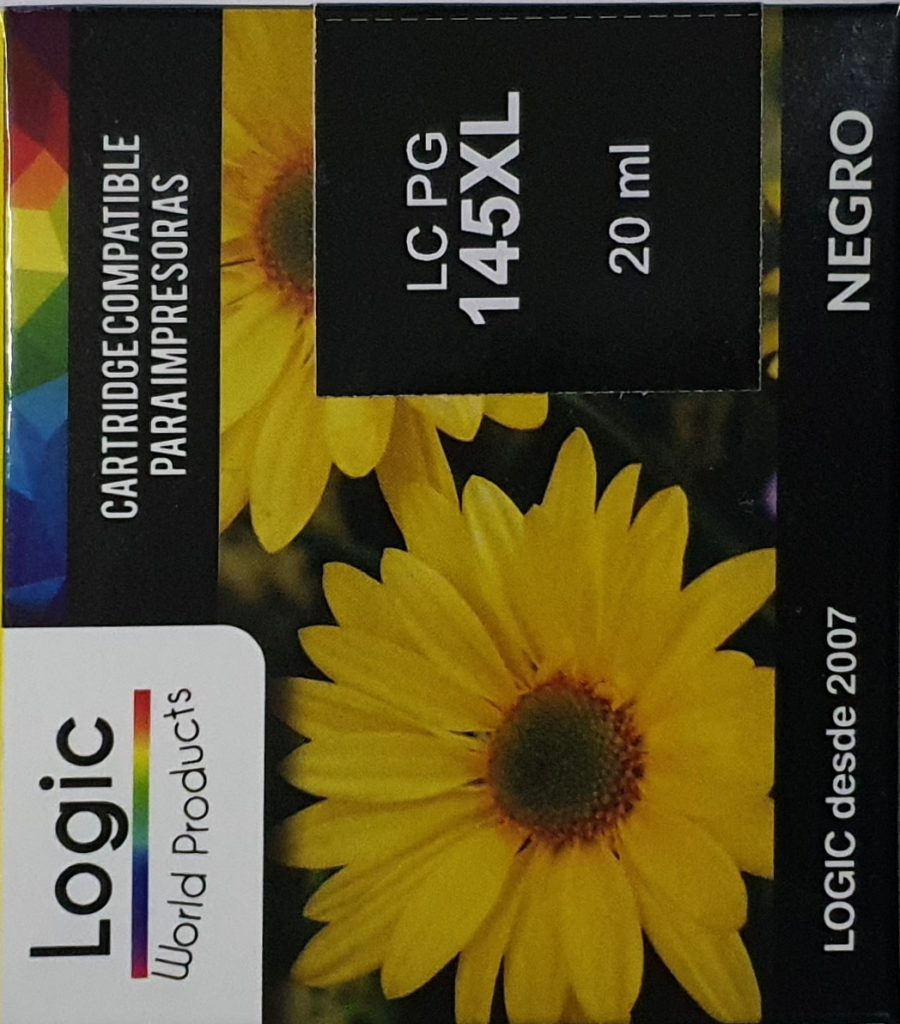 Logic
World Products
CARTRIDGE COMPATIBLE
PARA IMPRESORAS
LC PG
145XL
20 ml
LOGIC desde 2007
NEGRO